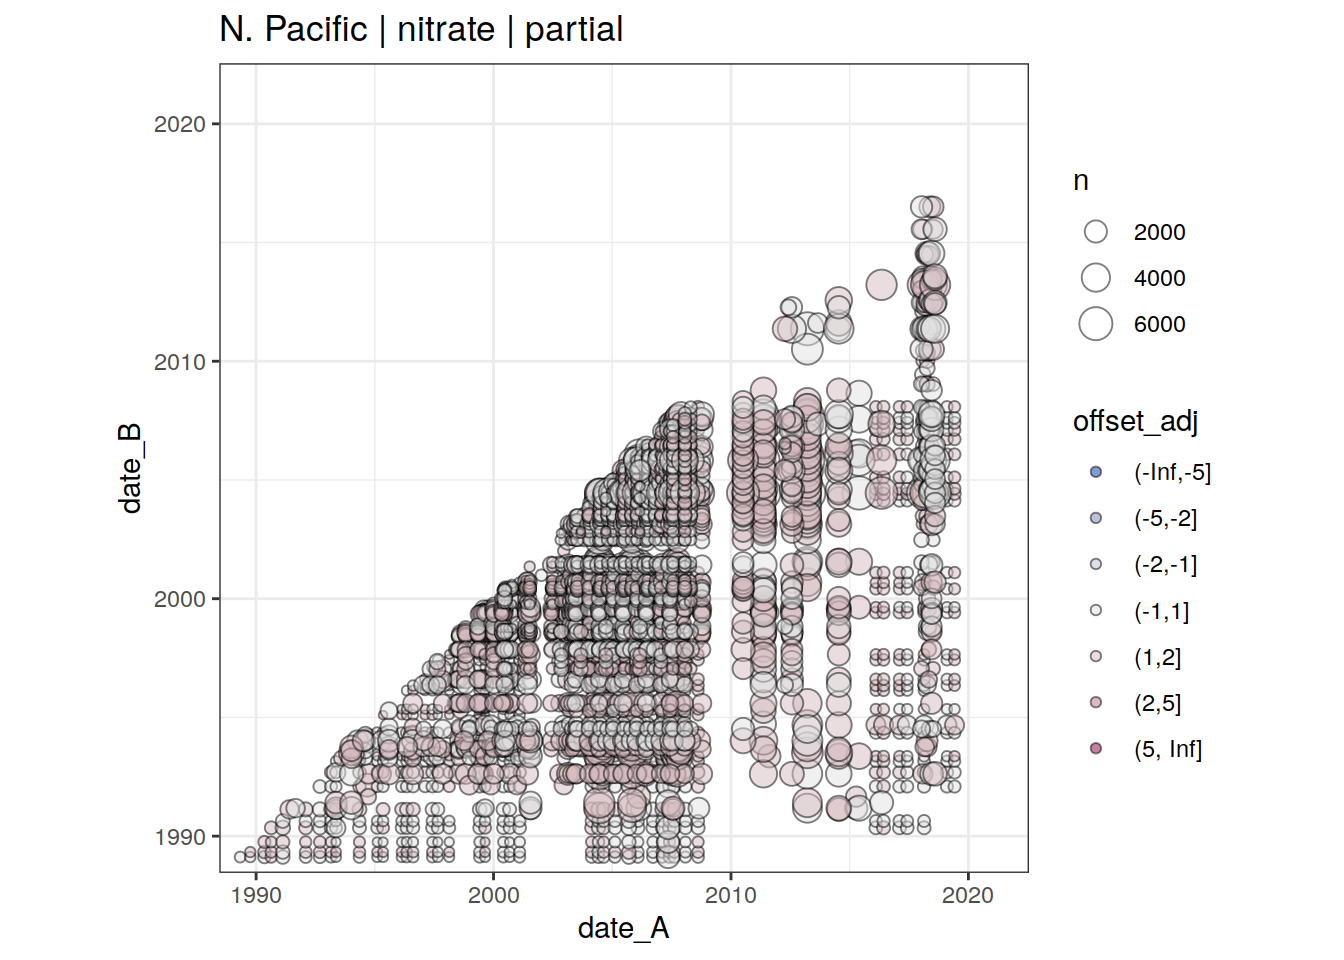 N. Pacific | nitrate | partial
2020
2010
2000
1990
date_B
1990
2000
2010
2020
date_A
n
2000
4000
6000
offset_adj
(-Inf,-5]
(-5,-2]
(-2,-1]
(-1,1]
(1,2]
(2,5]
(5, Inf]